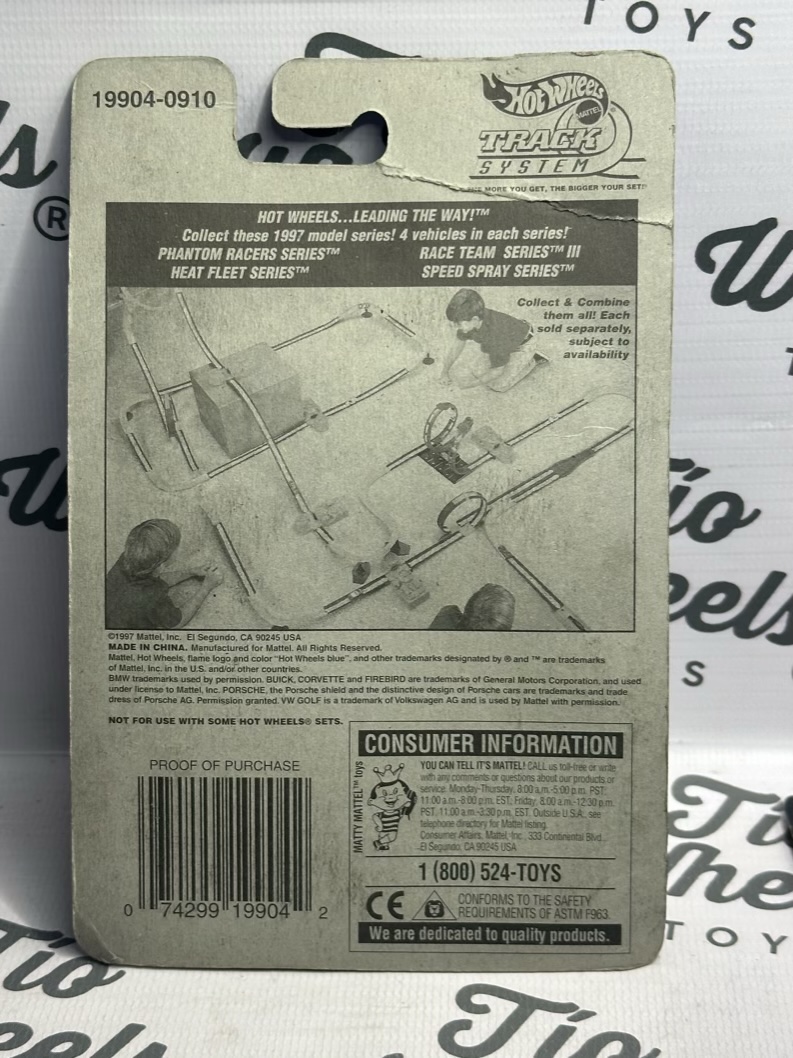 TOYS
19904-0910
HOT WHEELS
MATTEL
TRACK
SYSTEM
MORE YOU GET, THE BIGGER YOUR SET!
HOT WHEELS...LEADING THE WAY!™
Collect these 1997 model series! 4 vehicles in each series!
PHANTOM RACERS SERIES™ RACE TEAM SERIES™ III
HEAT FLEET SERIES™ SPEED SPRAY SERIES™
Collect & Combine
them all! Each
sold separately,
subject to
availability
©1997 Mattel, Inc. El Segundo, CA 90245 USA
MADE IN CHINA. Manufactured for Mattel. All Rights Reserved.
Mattel, Hot Wheels, flame logo and color "Hot Wheels blue", and other trademarks designated by ® and ™ are trademarks
of Mattel, Inc. in the U.S. and/or other countries.
BMW trademarks used by permission. BUICK, CORVETTE and FIREBIRD are trademarks of General Motors Corporation, and used
under license to Mattel, Inc. PORSCHE, the Porsche shield and the distinctive design of Porsche cars are trademarks and trade
dress of Porsche AG. Permission granted. VW GOLF is a trademark of Volkswagen AG and is used by Mattel with permission.
NOT FOR USE WITH SOME HOT WHEELS® SETS.
PROOF OF PURCHASE
0 74299 19904 2
CONSUMER INFORMATION
MATTY MATTEL™ toys
YOU CAN TELL IT'S MATTEL! CALL us toll-free or write
with any comments or questions about our products or
service. Monday-Thursday, 8:00 a.m.-5:00 p.m. PST,
11:00 a.m.-8:00 p.m. EST; Friday, 8:00 a.m.-12:30 p.m.
PST, 11:00 a.m.-3:30 p.m. EST. Outside U.S.A., see
telephone directory for Mattel listing.
Consumer Affairs, Mattel, Inc., 333 Continental Blvd.
El Segundo, CA 90245 USA
1 (800) 524-TOYS
CE CONFORMS TO THE SAFETY
REQUIREMENTS OF ASTM F963.
We are dedicated to quality products.
Tio